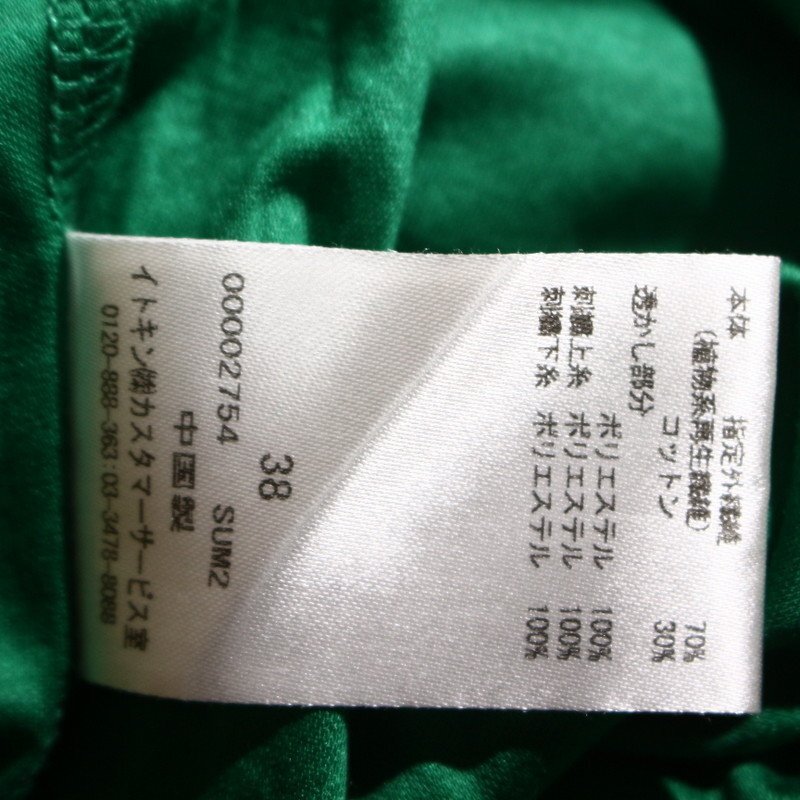 本体 指定外繊維
(植物系再生繊維) 70%
コットン 30%
透かし部分 ポリエステル 100%
刺繍上糸 ポリエステル 100%
刺繍下糸 ポリエステル 100%
38
00002754 SUM2
中国製
イトキン㈱カスタマーサービス室
0120-888-363:03-3478-8088